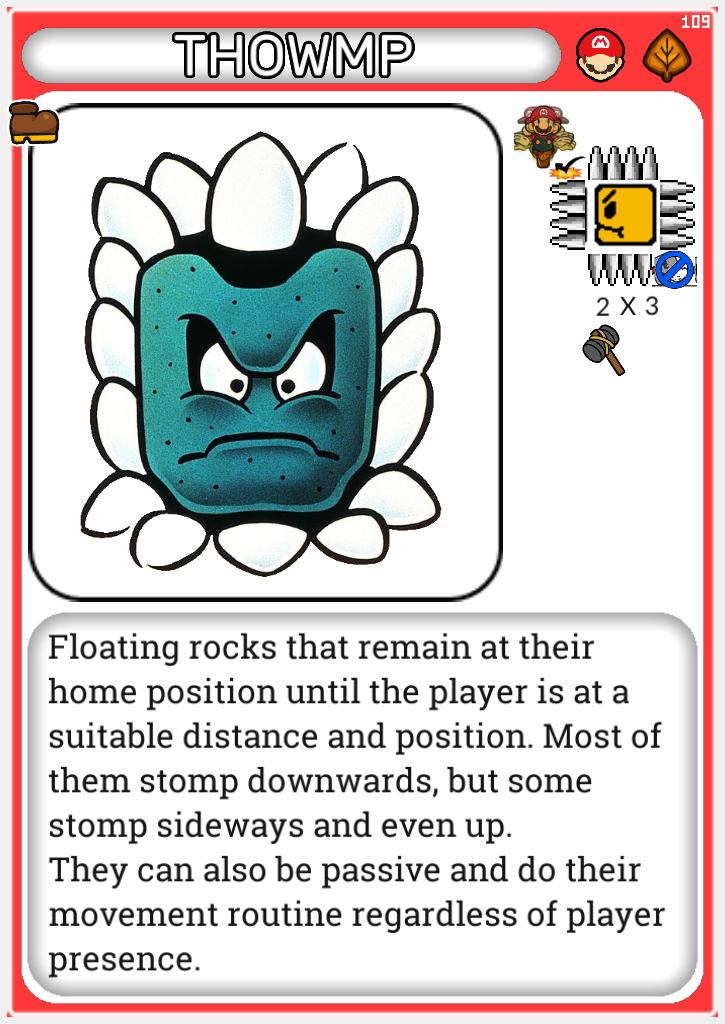 109
THOWMP
2 X 3
Floating rocks that remain at their
home position until the player is at a
suitable distance and position. Most of
them stomp downwards, but some
stomp sideways and even up.
They can also be passive and do their
movement routine regardless of player
presence.